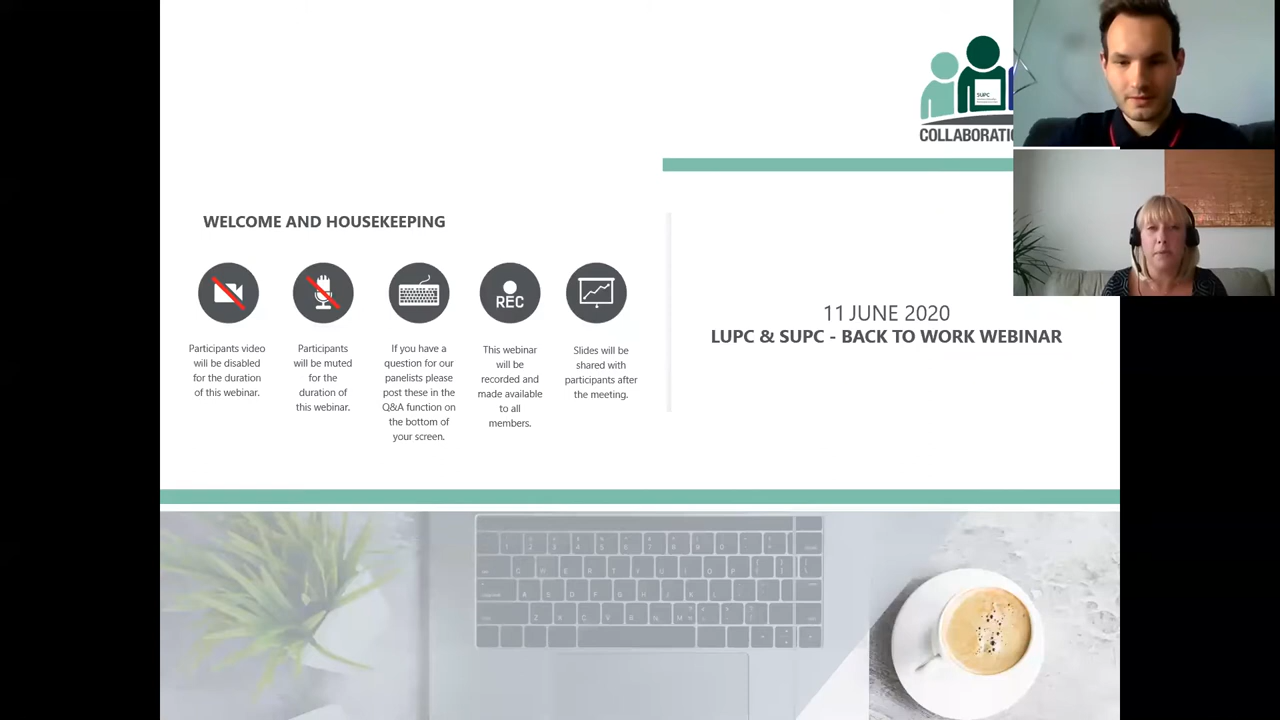 SUPC
COLLABORATI
WELCOME AND HOUSEKEEPING
REC
Participants video
will be disabled
for the duration
of this webinar.
Participants
will be muted
for the
duration of
this webinar.
If you have a
question for our
panelists please
post these in the
Q&A function on
the bottom of
your screen.
This webinar
will be
recorded and
made available
to all
members.
Slides will be
shared with
participants after
the meeting.
11 JUNE 2020
LUPC & SUPC - BACK TO WORK WEBINAR